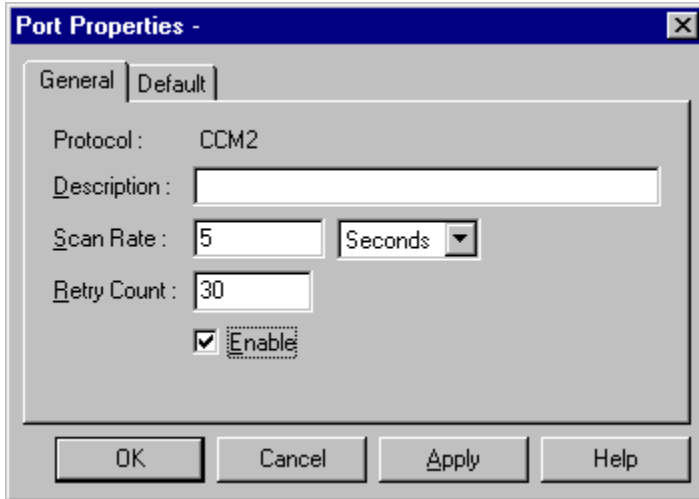 Port Properties -
General Default
Protocol : CCM2
Description :
Scan Rate : 5 Seconds
Retry Count : 30
Enable
OK Cancel Apply Help